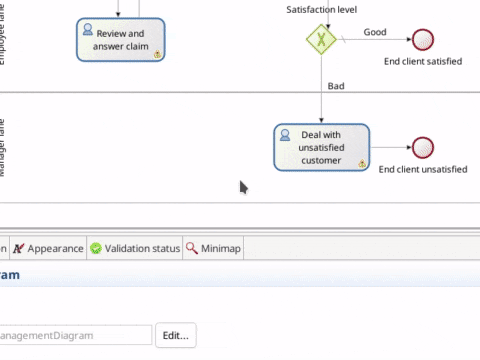 Satisfaction level
Employee lane
Review and
answer claim
Good
End client satisfied
Bad
Manager lane
Deal with
unsatisfied
customer
End client unsatisfied
Appearance
Validation status
Minimap
anagementDiagram
Edit...